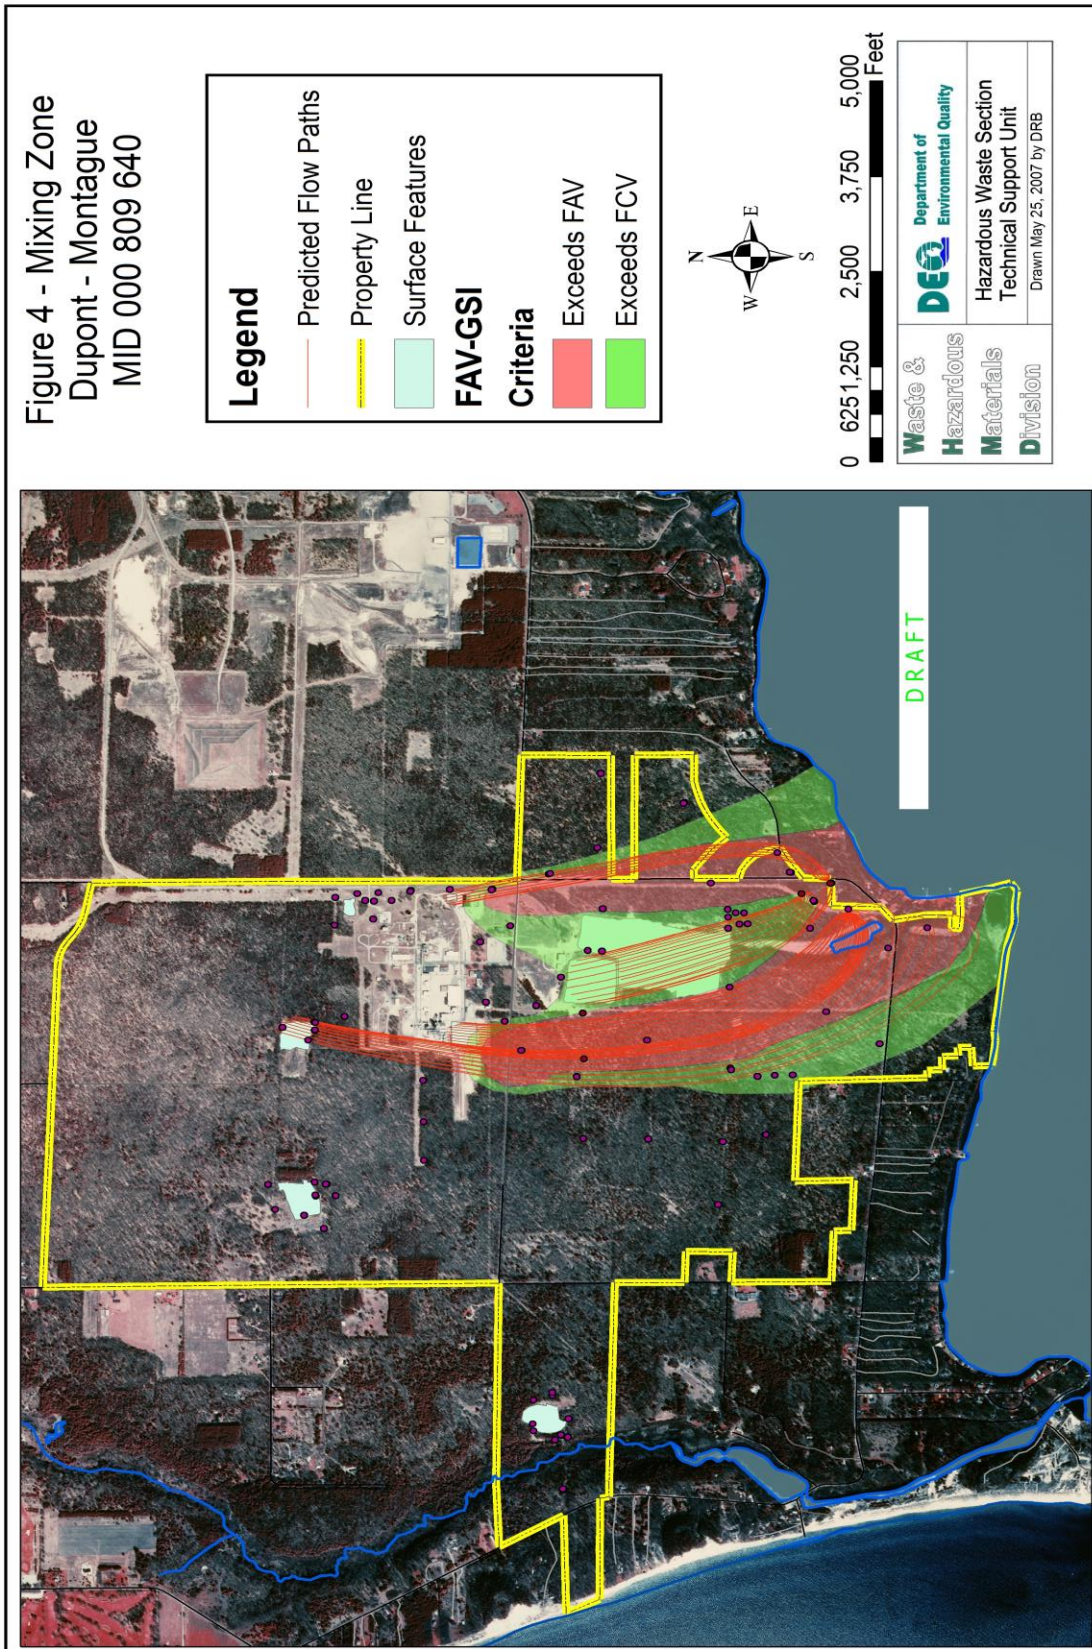 Figure 4 - Mixing Zone
Dupont - Montague
MID 000 809 640
Legend
Predicted Flow Paths
Property Line
Surface Features
FAV-GSI
Criteria
Exceeds FAV
Exceeds FCV
N
W E
S
0 625 1,250 2,500 3,750 5,000
Feet
Waste &
Hazardous
Materials
Division
DEQ
Department of
Environmental Quality
Hazardous Waste Section
Technical Support Unit
Drawn May 25, 2007 by DRB
DRAFT